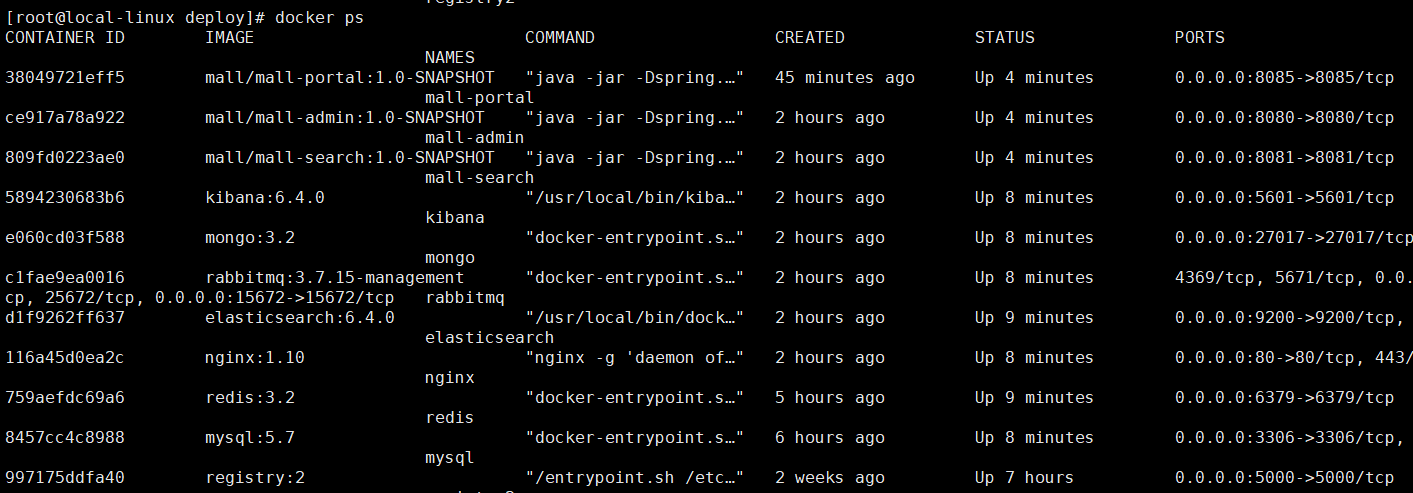 registry2
[root@local-linux deploy]# docker ps
CONTAINER ID        IMAGE                           COMMAND                  CREATED             STATUS              PORTS
                                          NAMES
38049721eff5        mall/mall-portal:1.0-SNAPSHOT   "java -jar -Dspring.…"   45 minutes ago      Up 4 minutes        0.0.0.0:8085->8085/tcp
                                          mall-portal
ce917a78a922        mall/mall-admin:1.0-SNAPSHOT    "java -jar -Dspring.…"   2 hours ago         Up 4 minutes        0.0.0.0:8080->8080/tcp
                                          mall-admin
809fd0223ae0        mall/mall-search:1.0-SNAPSHOT   "java -jar -Dspring.…"   2 hours ago         Up 4 minutes        0.0.0.0:8081->8081/tcp
                                          mall-search
5894230683b6        kibana:6.4.0                    "/usr/local/bin/kiba…"   2 hours ago         Up 8 minutes        0.0.0.0:5601->5601/tcp
                                          kibana
e060cd03f588        mongo:3.2                       "docker-entrypoint.s…"   2 hours ago         Up 8 minutes        0.0.0.0:27017->27017/tcp
                                          mongo
c1fae9ea0016        rabbitmq:3.7.15-management      "docker-entrypoint.s…"   2 hours ago         Up 8 minutes        4369/tcp, 5671/tcp, 0.0.
cp, 25672/tcp, 0.0.0.0:15672->15672/tcp   rabbitmq
d1f9262ff637        elasticsearch:6.4.0             "/usr/local/bin/dock…"   2 hours ago         Up 9 minutes        0.0.0.0:9200->9200/tcp,
                                          elasticsearch
116a45d0ea2c        nginx:1.10                      "nginx -g 'daemon of…"   2 hours ago         Up 8 minutes        0.0.0.0:80->80/tcp, 443/
                                          nginx
759aefdc69a6        redis:3.2                       "docker-entrypoint.s…"   5 hours ago         Up 9 minutes        0.0.0.0:6379->6379/tcp
                                          redis
8457cc4c8988        mysql:5.7                       "docker-entrypoint.s…"   6 hours ago         Up 8 minutes        0.0.0.0:3306->3306/tcp,
                                          mysql
997175ddfa40        registry:2                      "/entrypoint.sh /etc…"   2 weeks ago         Up 7 hours          0.0.0.0:5000->5000/tcp